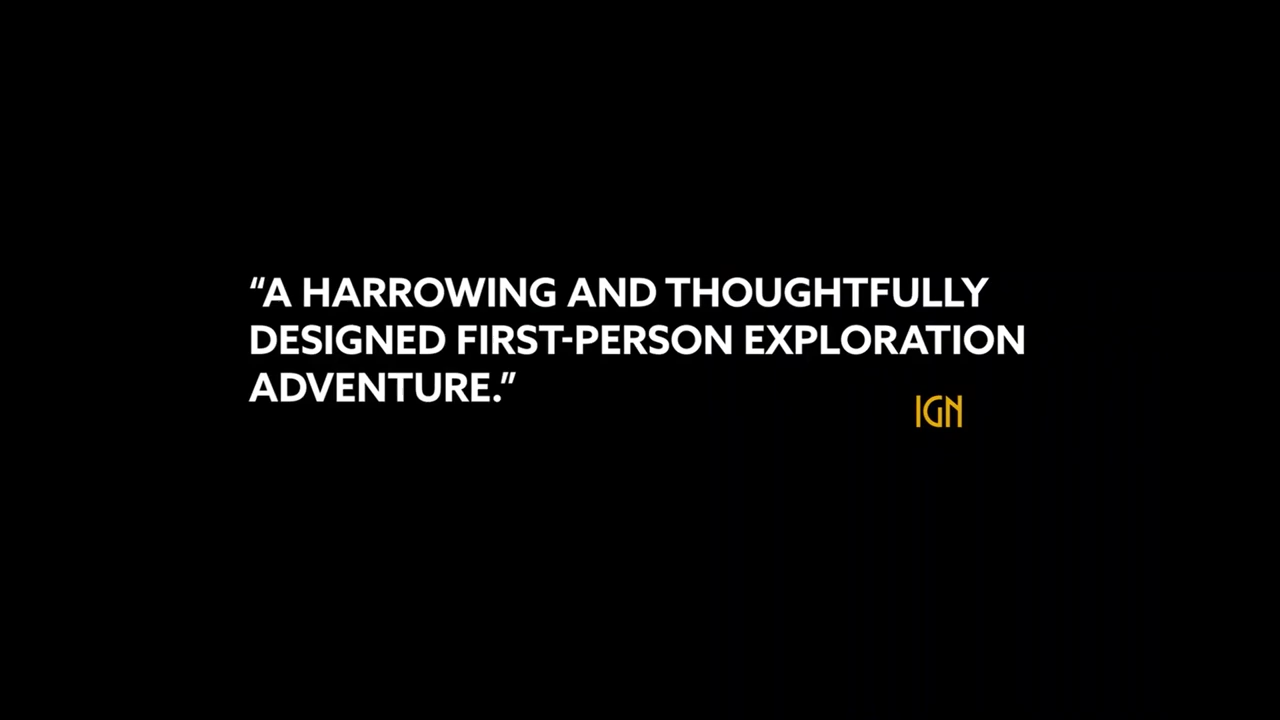 “A HARROWING AND THOUGHTFULLY
DESIGNED FIRST-PERSON EXPLORATION
ADVENTURE.”
IGN